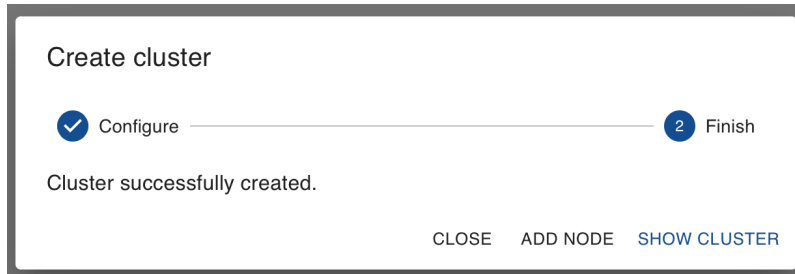 Create cluster
Configure 2 Finish
Cluster successfully created.
CLOSE ADD NODE SHOW CLUSTER